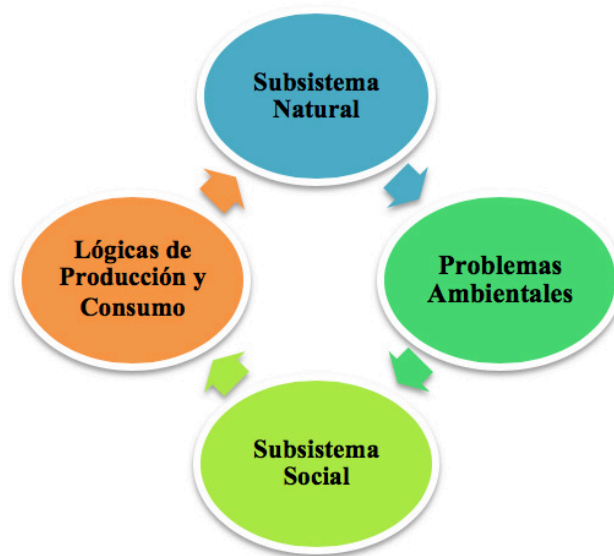 Subsistema
Natural
Problemas
Ambientales
Subsistema
Social
Lógicas de
Producción y
Consumo